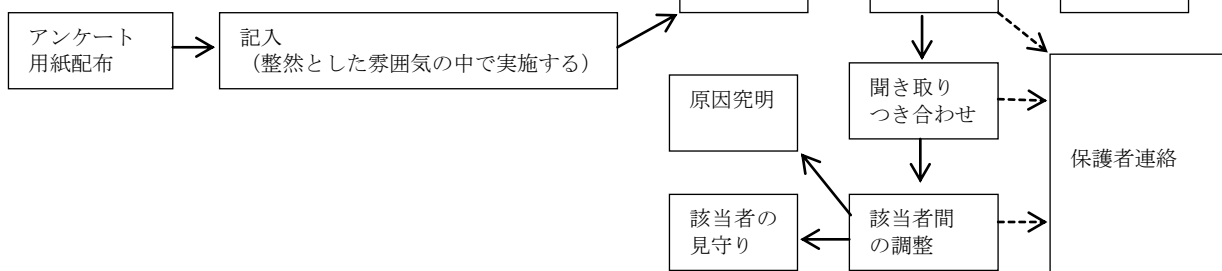 アンケート
用紙配布
記入
(整然とした雰囲気の中で実施する)
聞き取り
つき合わせ
原因究明
保護者連絡
該当者の
見守り
該当者間
の調整